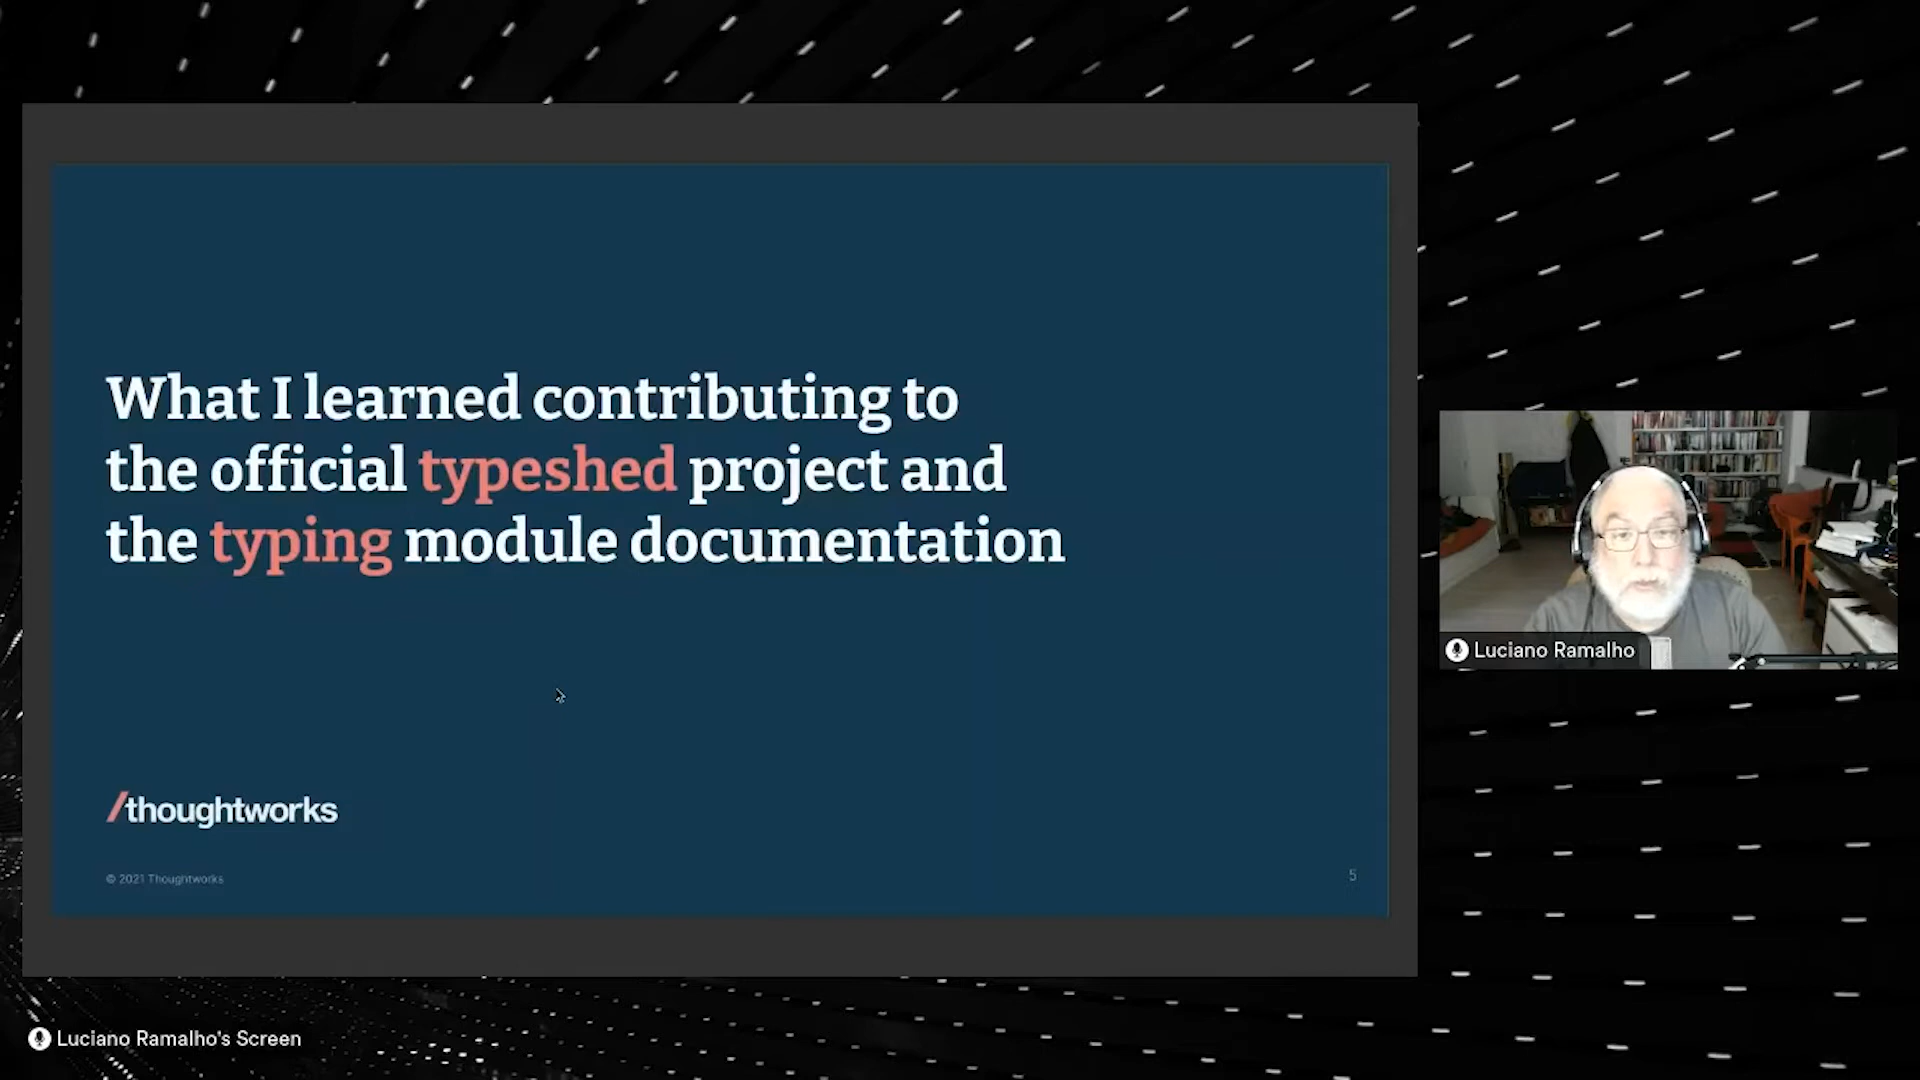 What I learned contributing to
the official typeshed project and
the typing module documentation
/thoughtworks
© 2021 Thoughtworks
5
Luciano Ramalho
Luciano Ramalho's Screen